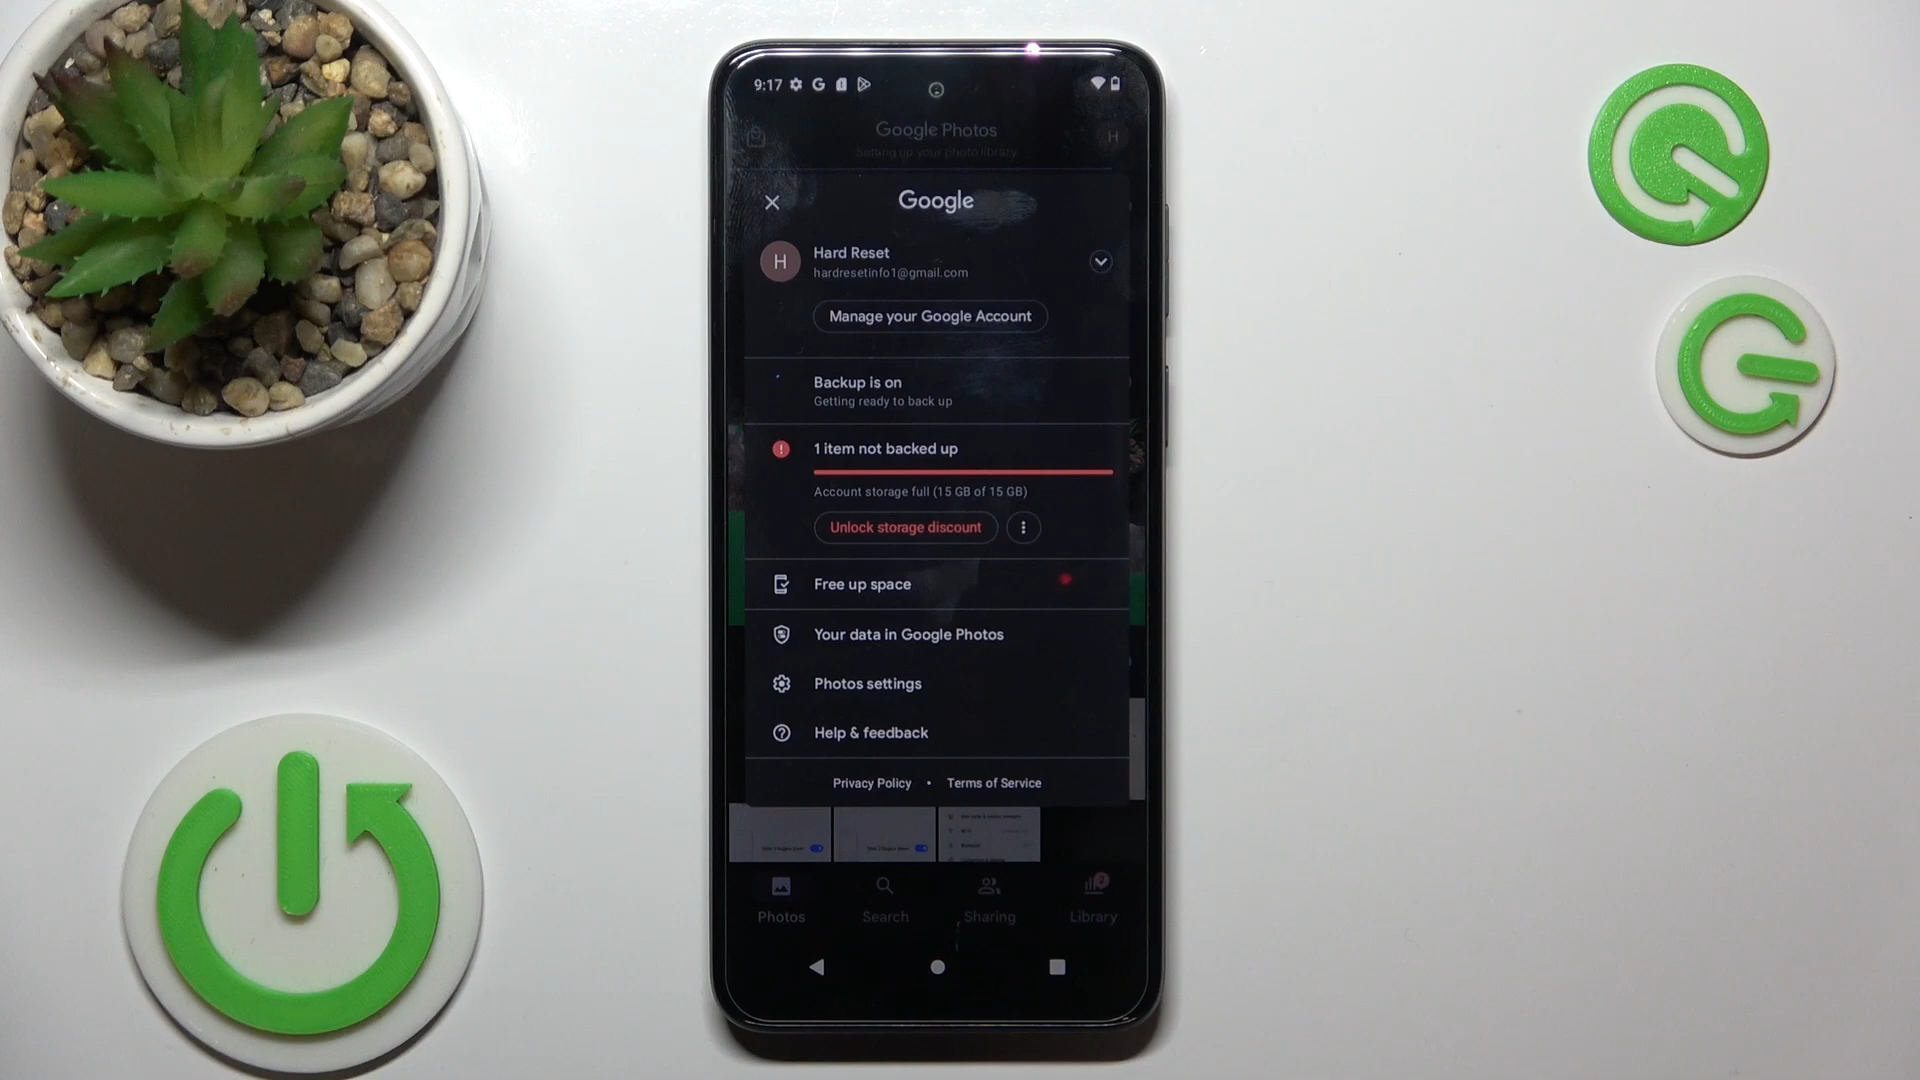 9:17
Google Photos
Setting up your photo library
H
Google
H
Hard Reset
hardresetinfo1@gmail.com
Manage your Google Account
Backup is on
Getting ready to back up
1 item not backed up
Account storage full (15 GB of 15 GB)
Unlock storage discount
Free up space
Your data in Google Photos
Photos settings
Help & feedback
Privacy Policy • Terms of Service
2
Photos
Search
Sharing
Library